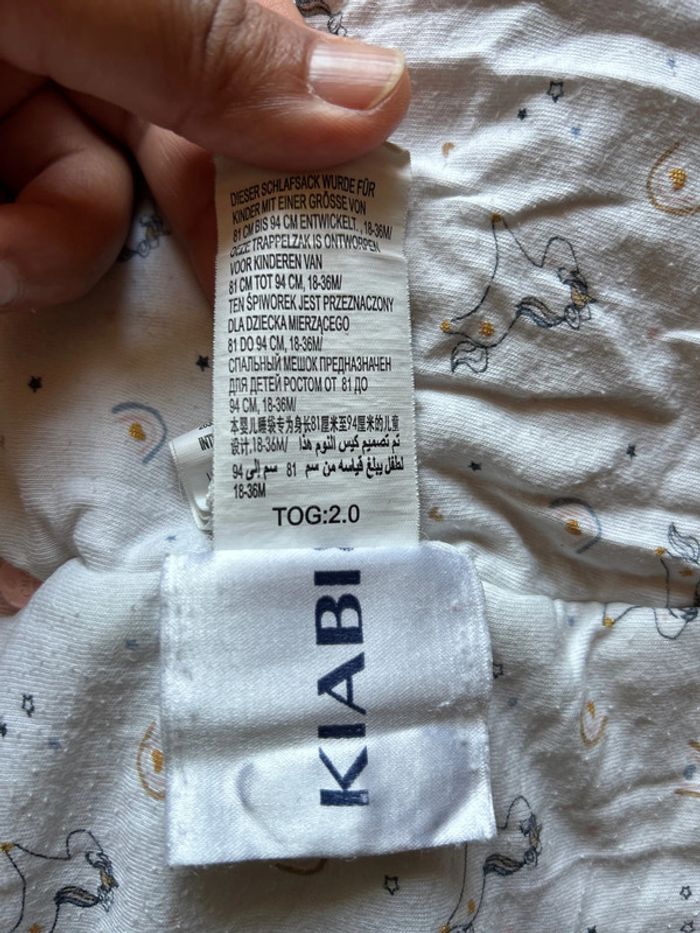 DIESER SCHLAFSACK WURDE FÜR
KINDER MIT EINER GRÖSSE VON
81 CM BIS 94 CM ENTWICKELT. , 18-36M/
DEZE TRAPPELZAK IS ONTWORPEN
VOOR KINDEREN VAN
81 CM TOT 94 CM, 18-36M/
TEN ŚPIWOREK JEST PRZEZNACZONY
DLA DZIECKA MIERZĄCEGO
81 DO 94 CM, 18-36M/
СПАЛЬНЫЙ МЕШОК ПРЕДНАЗНАЧЕН
ДЛЯ ДЕТЕЙ РОСТОМ ОТ 81 ДО
94 CM, 18-36M/
本婴儿睡袋专为身长81厘米至94厘米的儿童
设计.18-36M/ تم تصميم كيس النوم هذا
لطفل يبلغ قياسه من سم 81 سم إلى 94
18-36M
TOG:2.0
KIABI
INT